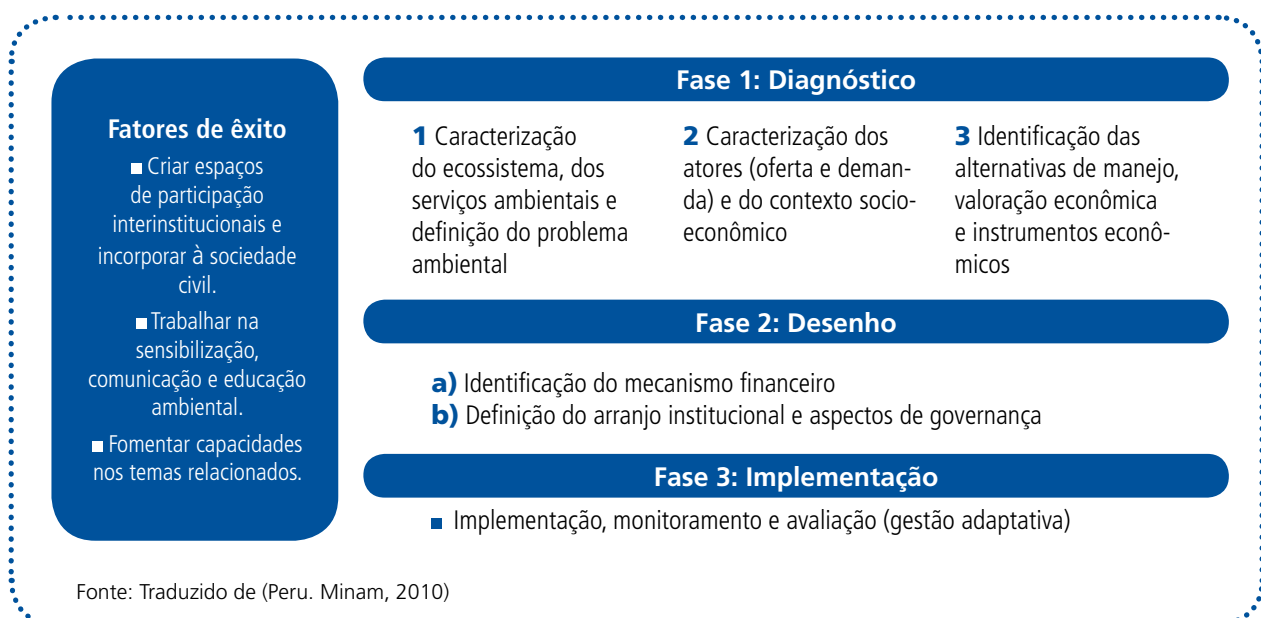 Fatores de êxito
■ Criar espaços
de participação
interinstitucionais e
incorporar à sociedade
civil.
■ Trabalhar na
sensibilização,
comunicação e educação
ambiental.
■ Fomentar capacidades
nos temas relacionados.
Fase 1: Diagnóstico
1 Caracterização
do ecossistema, dos
serviços ambientais e
definição do problema
ambiental
2 Caracterização dos
atores (oferta e deman-
da) e do contexto socio-
econômico
3 Identificação das
alternativas de manejo,
valoração econômica
e instrumentos econô-
micos
Fase 2: Desenho
a) Identificação do mecanismo financeiro
b) Definição do arranjo institucional e aspectos de governança
Fase 3: Implementação
■ Implementação, monitoramento e avaliação (gestão adaptativa)
Fonte: Traduzido de (Peru. Minam, 2010)